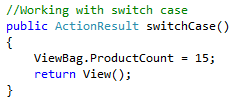 //Working with switch case
public ActionResult switchCase()
{
    ViewBag.ProductCount = 15;
    return View();
}